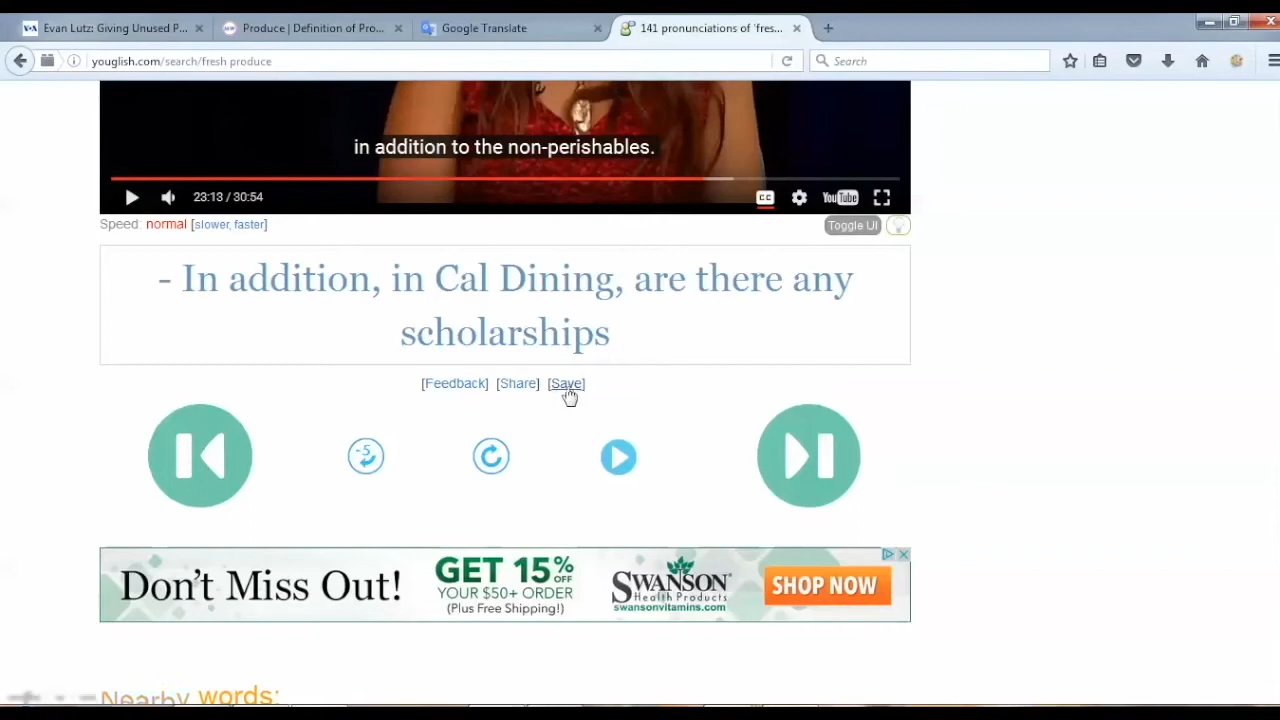 Evan Lutz: Giving Unused P...
Produce | Definition of Pro...
Google Translate
141 pronunciations of 'fres...
youglish.com/search/fresh produce
Search
in addition to the non-perishables.
23:13 / 30:54
CC
YouTube
Speed: normal [slower, faster]
Toggle UI
- In addition, in Cal Dining, are there any
scholarships
[Feedback] [Share] [Save]
-5
Don't Miss Out!
GET 15% OFF
YOUR $50+ ORDER
(Plus Free Shipping!)
SWANSON
Health Products
swansonvitamins.com
SHOP NOW
Nearby words: